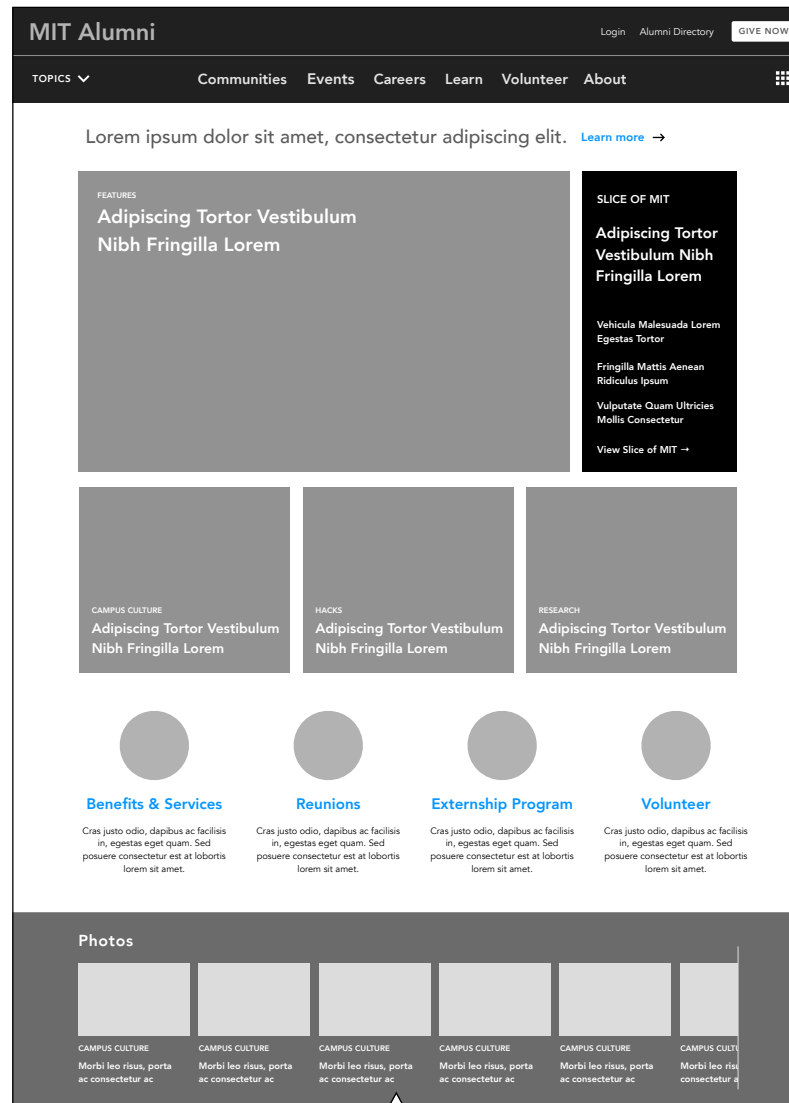 MIT Alumni
Login Alumni Directory GIVE NOW
TOPICS Communities Events Careers Learn Volunteer About
Lorem ipsum dolor sit amet, consectetur adipiscing elit. Learn more →
FEATURES
Adipiscing Tortor Vestibulum
Nibh Fringilla Lorem
SLICE OF MIT
Adipiscing Tortor
Vestibulum Nibh
Fringilla Lorem
Vehicula Malesuada Lorem
Egestas Tortor
Fringilla Mattis Aenean
Ridiculus Ipsum
Vulputate Quam Ultricies
Mollis Consectetur
View Slice of MIT →
CAMPUS CULTURE
Adipiscing Tortor Vestibulum
Nibh Fringilla Lorem
HACKS
Adipiscing Tortor Vestibulum
Nibh Fringilla Lorem
RESEARCH
Adipiscing Tortor Vestibulum
Nibh Fringilla Lorem
Benefits & Services
Cras justo odio, dapibus ac facilisis
in, egestas eget quam. Sed
posuere consectetur est at lobortis
lorem sit amet.
Reunions
Cras justo odio, dapibus ac facilisis
in, egestas eget quam. Sed
posuere consectetur est at lobortis
lorem sit amet.
Externship Program
Cras justo odio, dapibus ac facilisis
in, egestas eget quam. Sed
posuere consectetur est at lobortis
lorem sit amet.
Volunteer
Cras justo odio, dapibus ac facilisis
in, egestas eget quam. Sed
posuere consectetur est at lobortis
lorem sit amet.
Photos
CAMPUS CULTURE
Morbi leo risus, porta
ac consectetur ac
CAMPUS CULTURE
Morbi leo risus, porta
ac consectetur ac
CAMPUS CULTURE
Morbi leo risus, porta
ac consectetur ac
CAMPUS CULTURE
Morbi leo risus, porta
ac consectetur ac
CAMPUS CULTURE
Morbi leo risus, porta
ac consectetur ac
CAMPUS
Morbi leo
consectetur